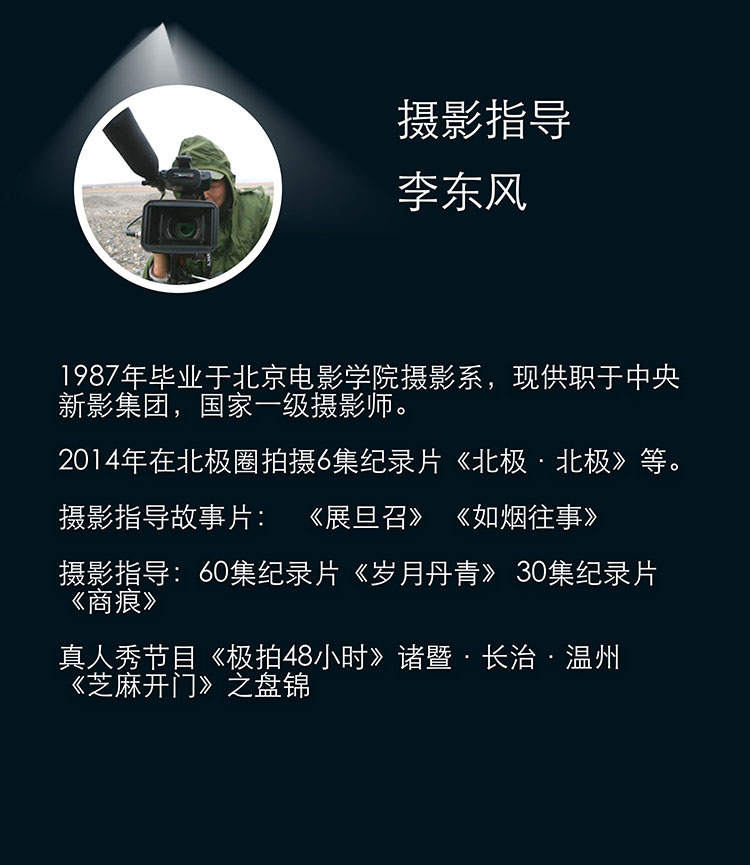 摄影指导
李东风
1987年毕业于北京电影学院摄影系，现供职于中央
新影集团，国家一级摄影师。
2014年在北极圈拍摄6集纪录片《北极·北极》等。
摄影指导故事片： 《展旦召》 《如烟往事》
摄影指导：60集纪录片《岁月丹青》 30集纪录片
《商痕》
真人秀节目《极拍48小时》诸暨·长治·温州
《芝麻开门》之盘锦